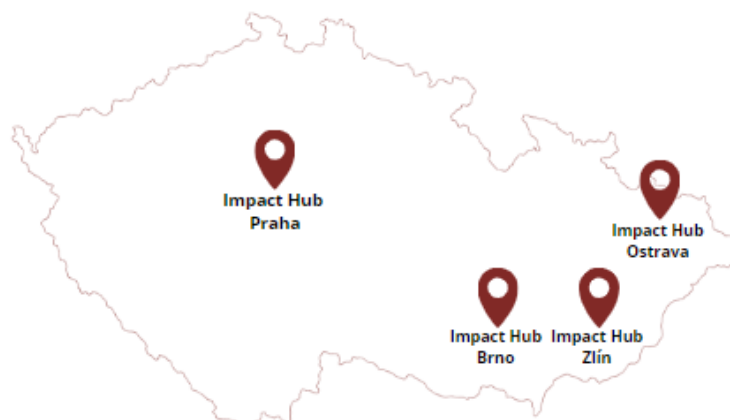 Impact Hub
Praha
Impact Hub
Ostrava
Impact Hub
Brno
Impact Hub
Zlín